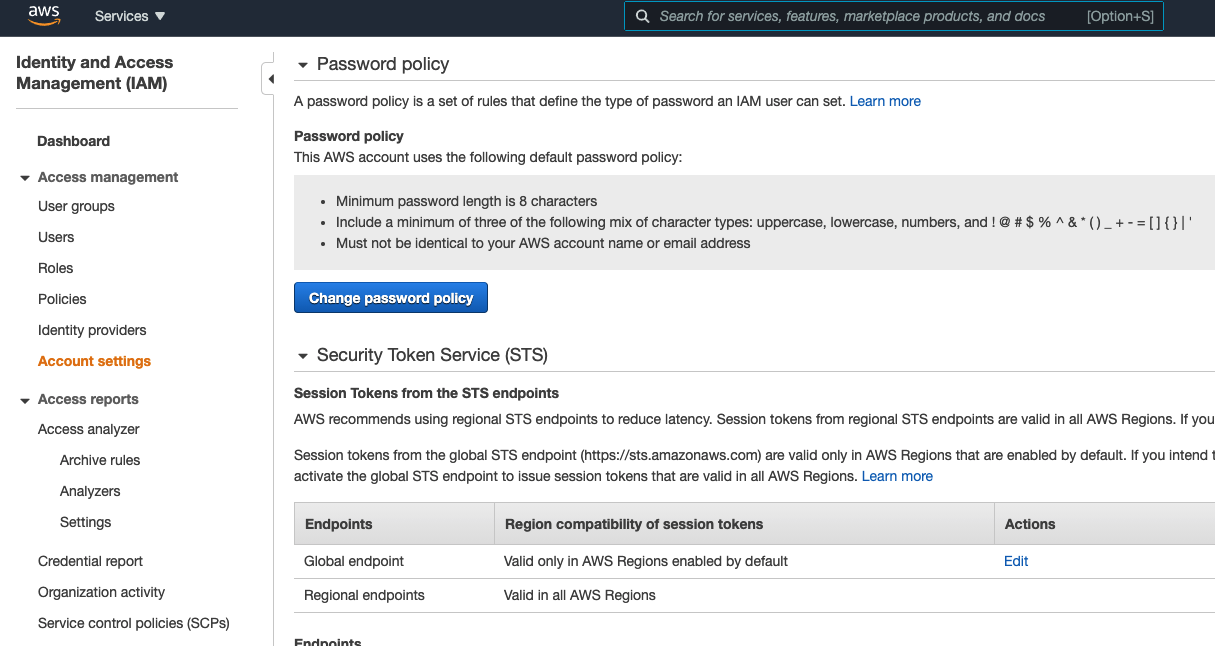 aws
Services ▼
Search for services, features, marketplace products, and docs
[Option+S]
Identity and Access
Management (IAM)
Dashboard
Access management
User groups
Users
Roles
Policies
Identity providers
Account settings
Access reports
Access analyzer
Archive rules
Analyzers
Settings
Credential report
Organization activity
Service control policies (SCPs)
Password policy
A password policy is a set of rules that define the type of password an IAM user can set. Learn more
Password policy
This AWS account uses the following default password policy:
• Minimum password length is 8 characters
• Include a minimum of three of the following mix of character types: uppercase, lowercase, numbers, and ! @ # $ % ^ & * ( ) _ + - = [ ] { } | '
• Must not be identical to your AWS account name or email address
Change password policy
Security Token Service (STS)
Session Tokens from the STS endpoints
AWS recommends using regional STS endpoints to reduce latency. Session tokens from regional STS endpoints are valid in all AWS Regions. If you
Session tokens from the global STS endpoint (https://sts.amazonaws.com) are valid only in AWS Regions that are enabled by default. If you intend t
activate the global STS endpoint to issue session tokens that are valid in all AWS Regions. Learn more
Endpoints Region compatibility of session tokens Actions
Global endpoint Valid only in AWS Regions enabled by default Edit
Regional endpoints Valid in all AWS Regions
Endpoints